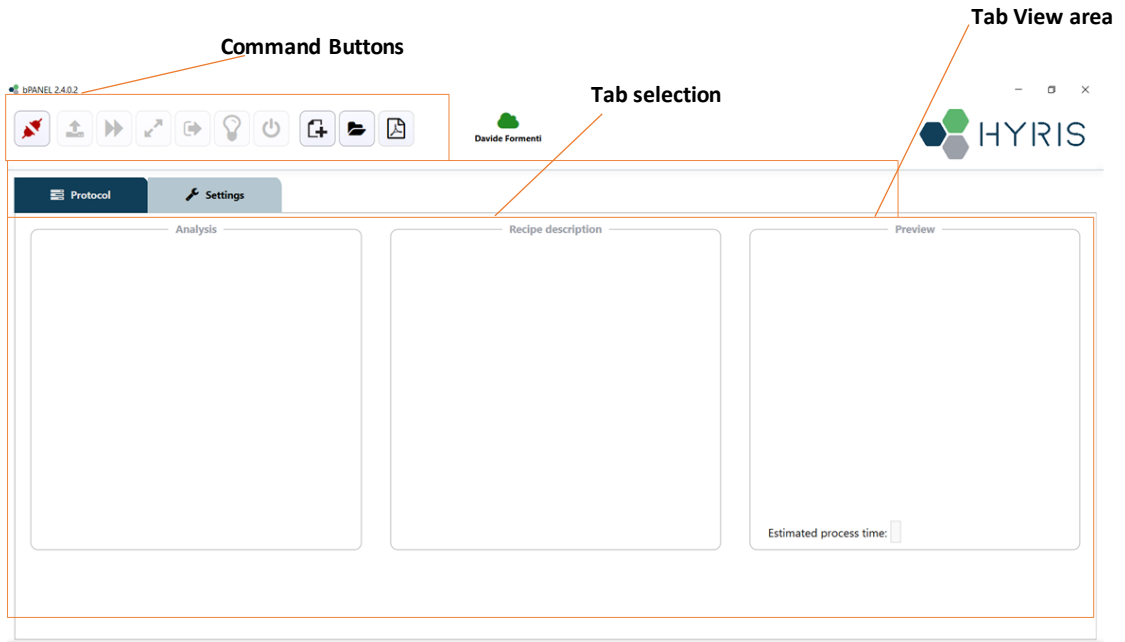 Tab View area
Command Buttons
bPANEL 2.4.0.2
Tab selection
Davide Formenti
HYRIS
Protocol
Settings
Analysis
Recipe description
Preview
Estimated process time: